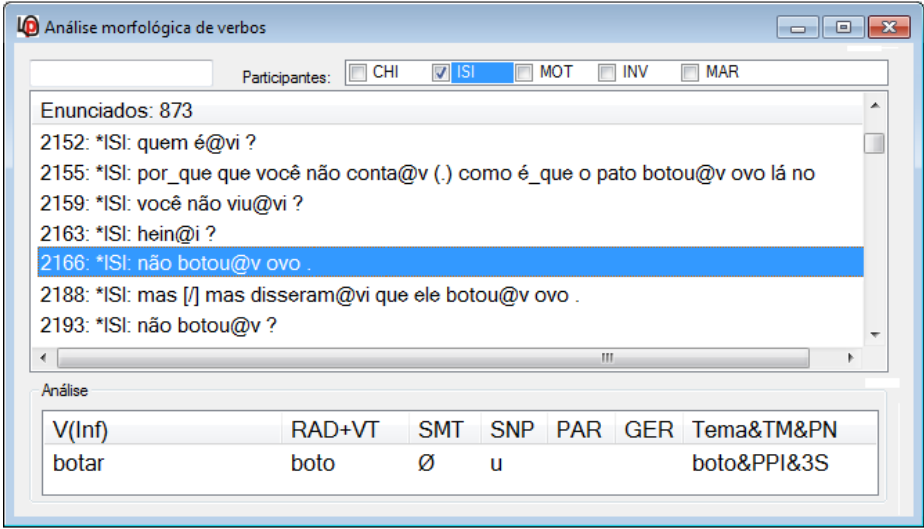 Análise morfológica de verbos
Participantes: CHI ISI MOT INV MAR
Enunciados: 873
2152: *ISI: quem é@vi ?
2155: *ISI: por_que que você não conta@v (.) como é_que o pato botou@v ovo lá no
2159: *ISI: você não viu@vi ?
2163: *ISI: hein@i ?
2166: *ISI: não botou@v ovo .
2188: *ISI: mas [/] mas disseram@vi que ele botou@v ovo .
2193: *ISI: não botou@v ?
Análise
V(Inf) RAD+VT SMT SNP PAR GER Tema&TM&PN
botar boto Ø u boto&PPI&3S